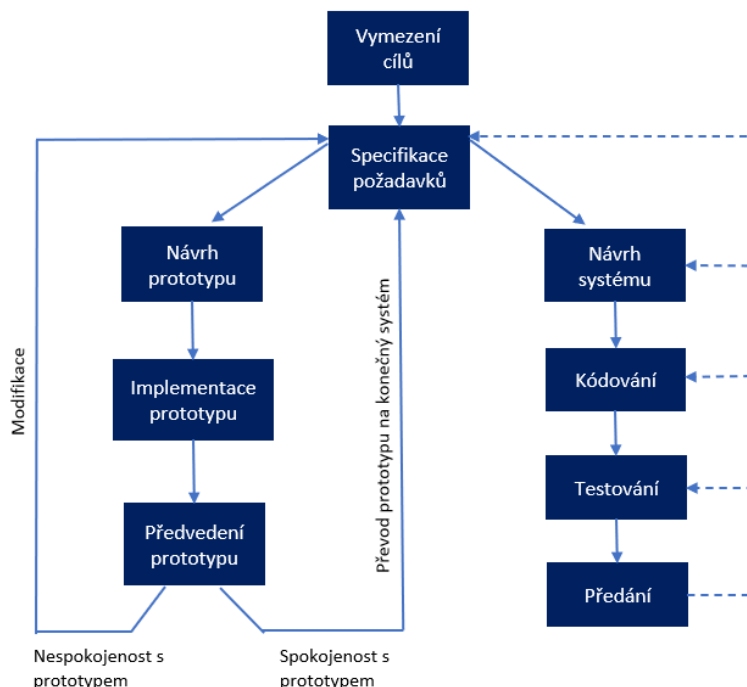 Vymezení
cílů
Specifikace
požadavků
Návrh
prototypu
Návrh
systému
Modifikace
Převod prototypu na konečný systém
Implementace
prototypu
Kódování
Předvedení
prototypu
Testování
Předání
Nespokojenost s
prototypem
Spokojenost s
prototypem